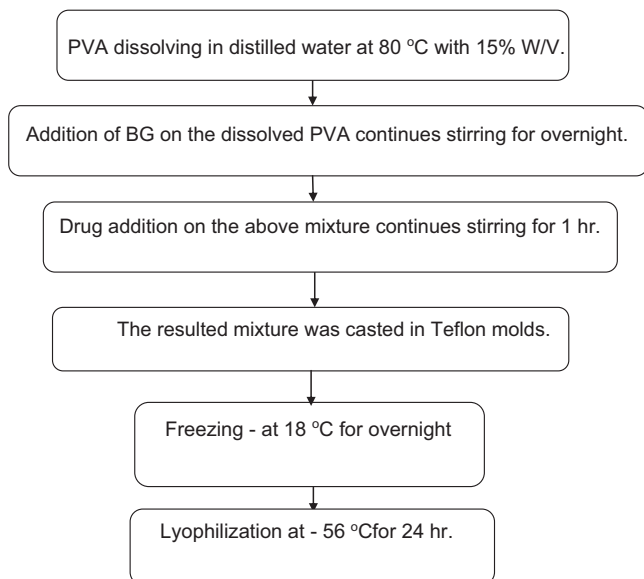 PVA dissolving in distilled water at 80 °C with 15% W/V.
Addition of BG on the dissolved PVA continues stirring for overnight.
Drug addition on the above mixture continues stirring for 1 hr.
The resulted mixture was casted in Teflon molds.
Freezing - at 18 °C for overnight
Lyophilization at - 56 °Cfor 24 hr.